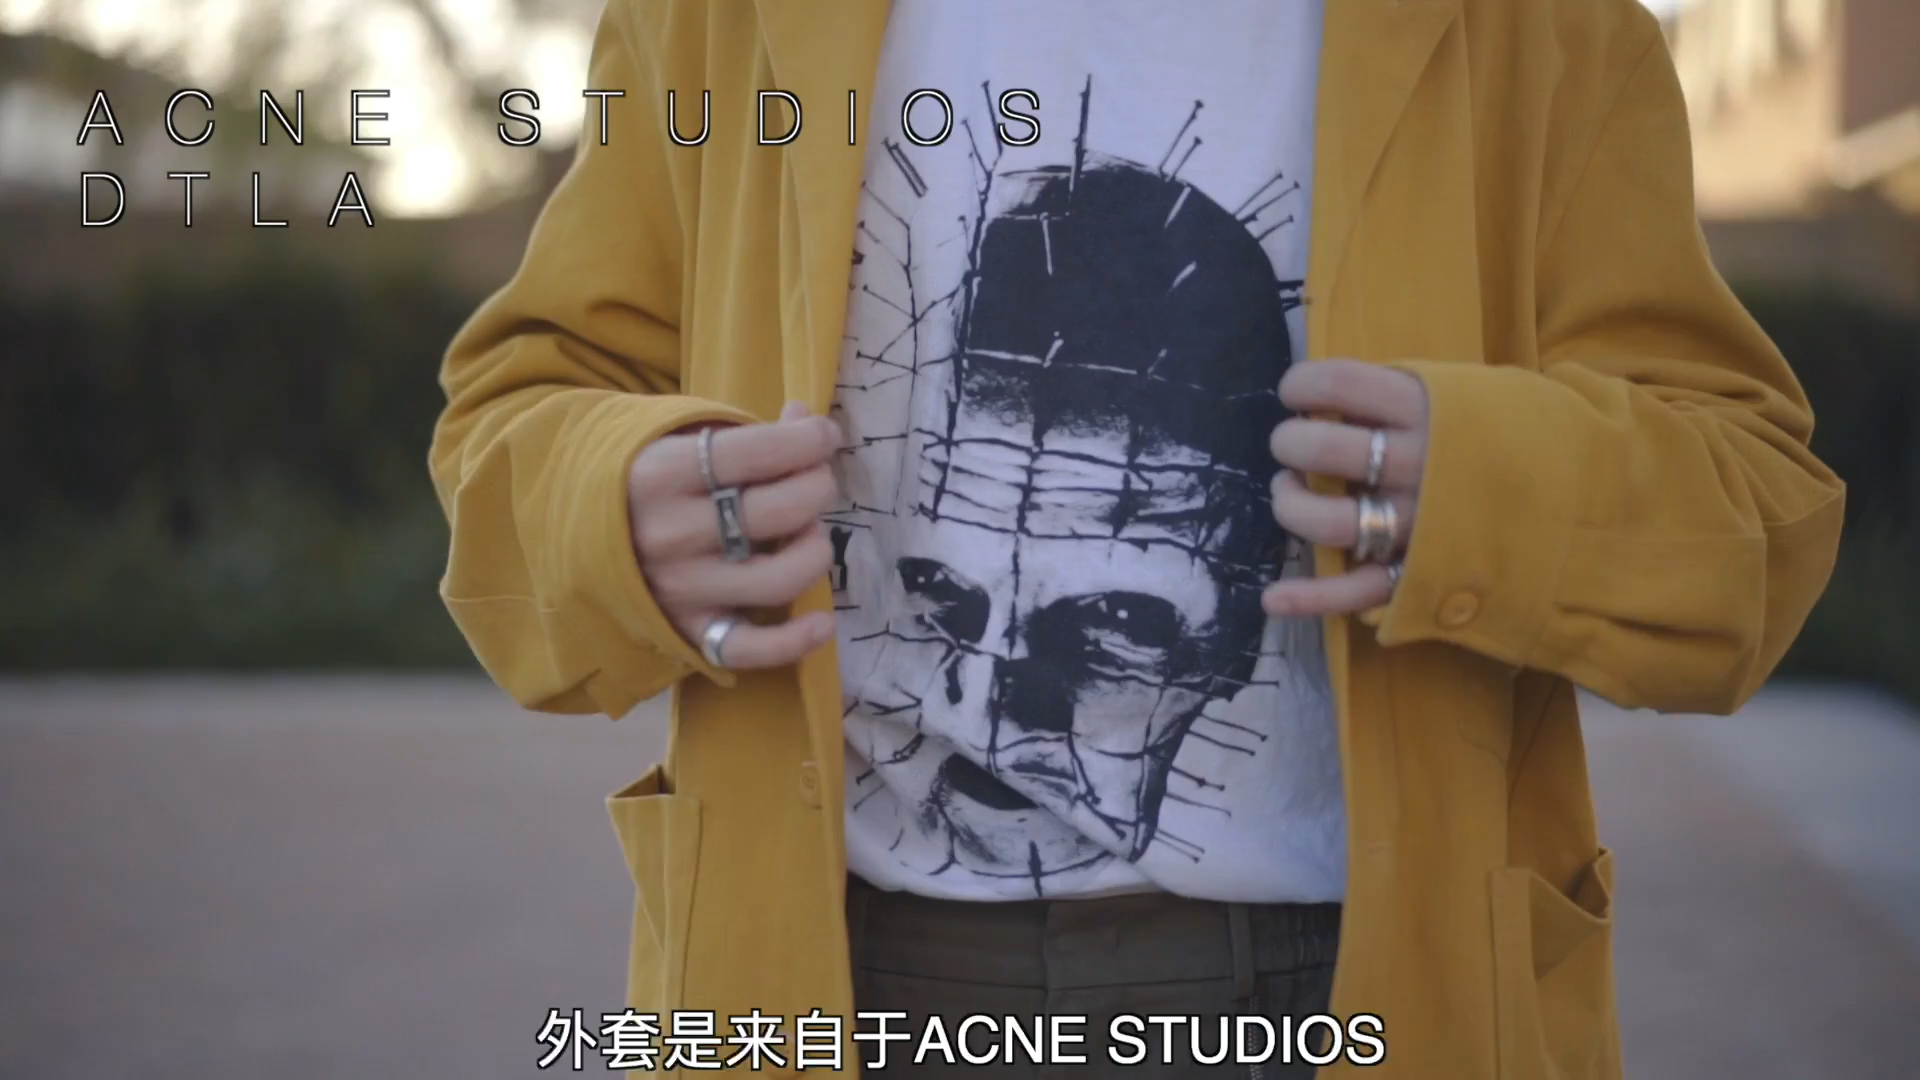 ACNE STUDIOS
DTLA
外套是来自于ACNE STUDIOS